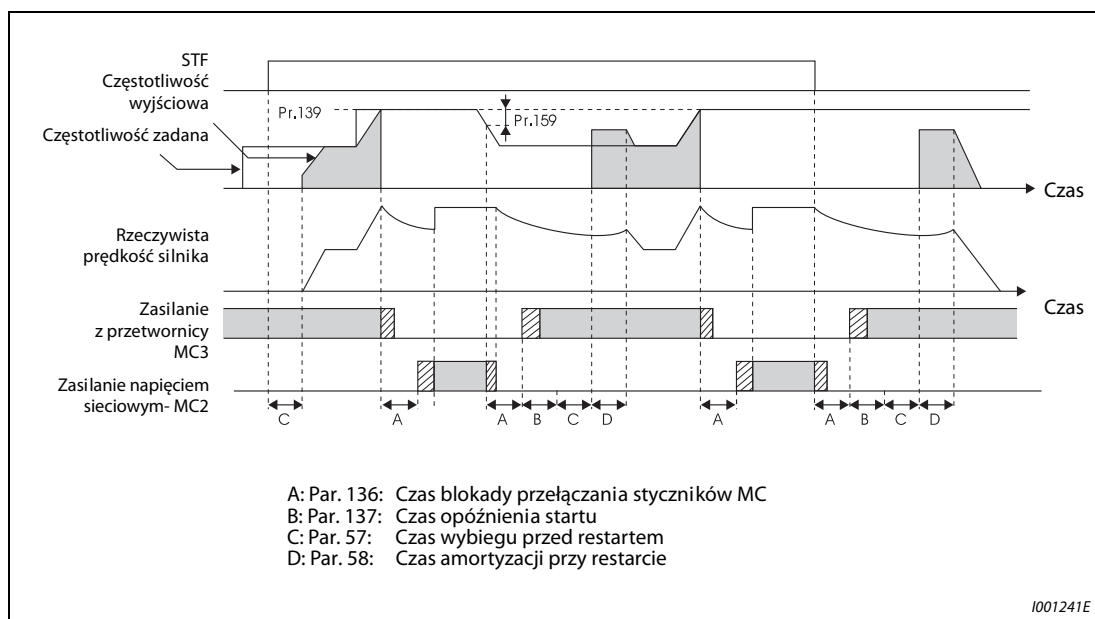 STF
Częstotliwość
wyjściowa
Pr.139
Pr.159
Częstotliwość zadana
Czas
Rzeczywista
prędkość silnika
Czas
Zasilanie
z przetwornicy
MC3
Zasilanie napięciem
sieciowym- MC2
C
A
A
B
C
D
A
A
B
C
D
A: Par. 136: Czas blokady przełączania styczników MC
B: Par. 137: Czas opóźnienia startu
C: Par. 57: Czas wybiegu przed restartem
D: Par. 58: Czas amortyzacji przy restarcie
I001241E